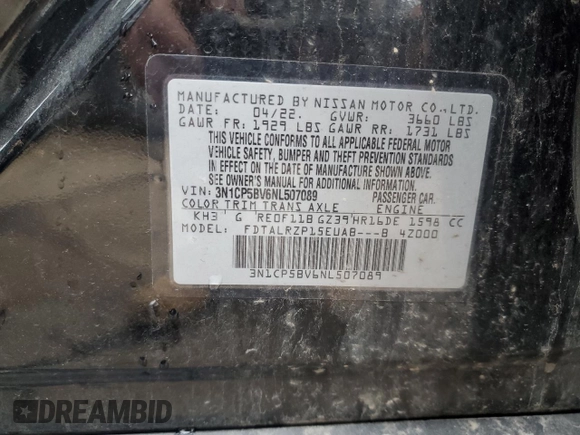 MANUFACTURED BY NISSAN MOTOR CO.,LTD.
DATE: 04/22. GVWR: 3660 LBS
GAWR FR: 1929 LBS GAWR RR: 1731 LBS
THIS VEHICLE CONFORMS TO ALL APPLICABLE FEDERAL MOTOR
VEHICLE SAFETY, BUMPER AND THEFT PREVENTION STANDARDS
IN EFFECT ON THE DATE OF MANUFACTURE SHOWN ABOVE.
SEE OWNER'S MANUAL FOR ADDITIONAL INFORMATION
VIN: 3N1CP5BV6NL507089 PASSENGER CAR.
COLOR TRIM TRANS AXLE ENGINE
KH3 G RE0F11B GZ39 HR16DE 1598 CC
MODEL: FDTALRZP15EUAB---B 4Z000
3N1CP5BV6NL507089
DREAMBID